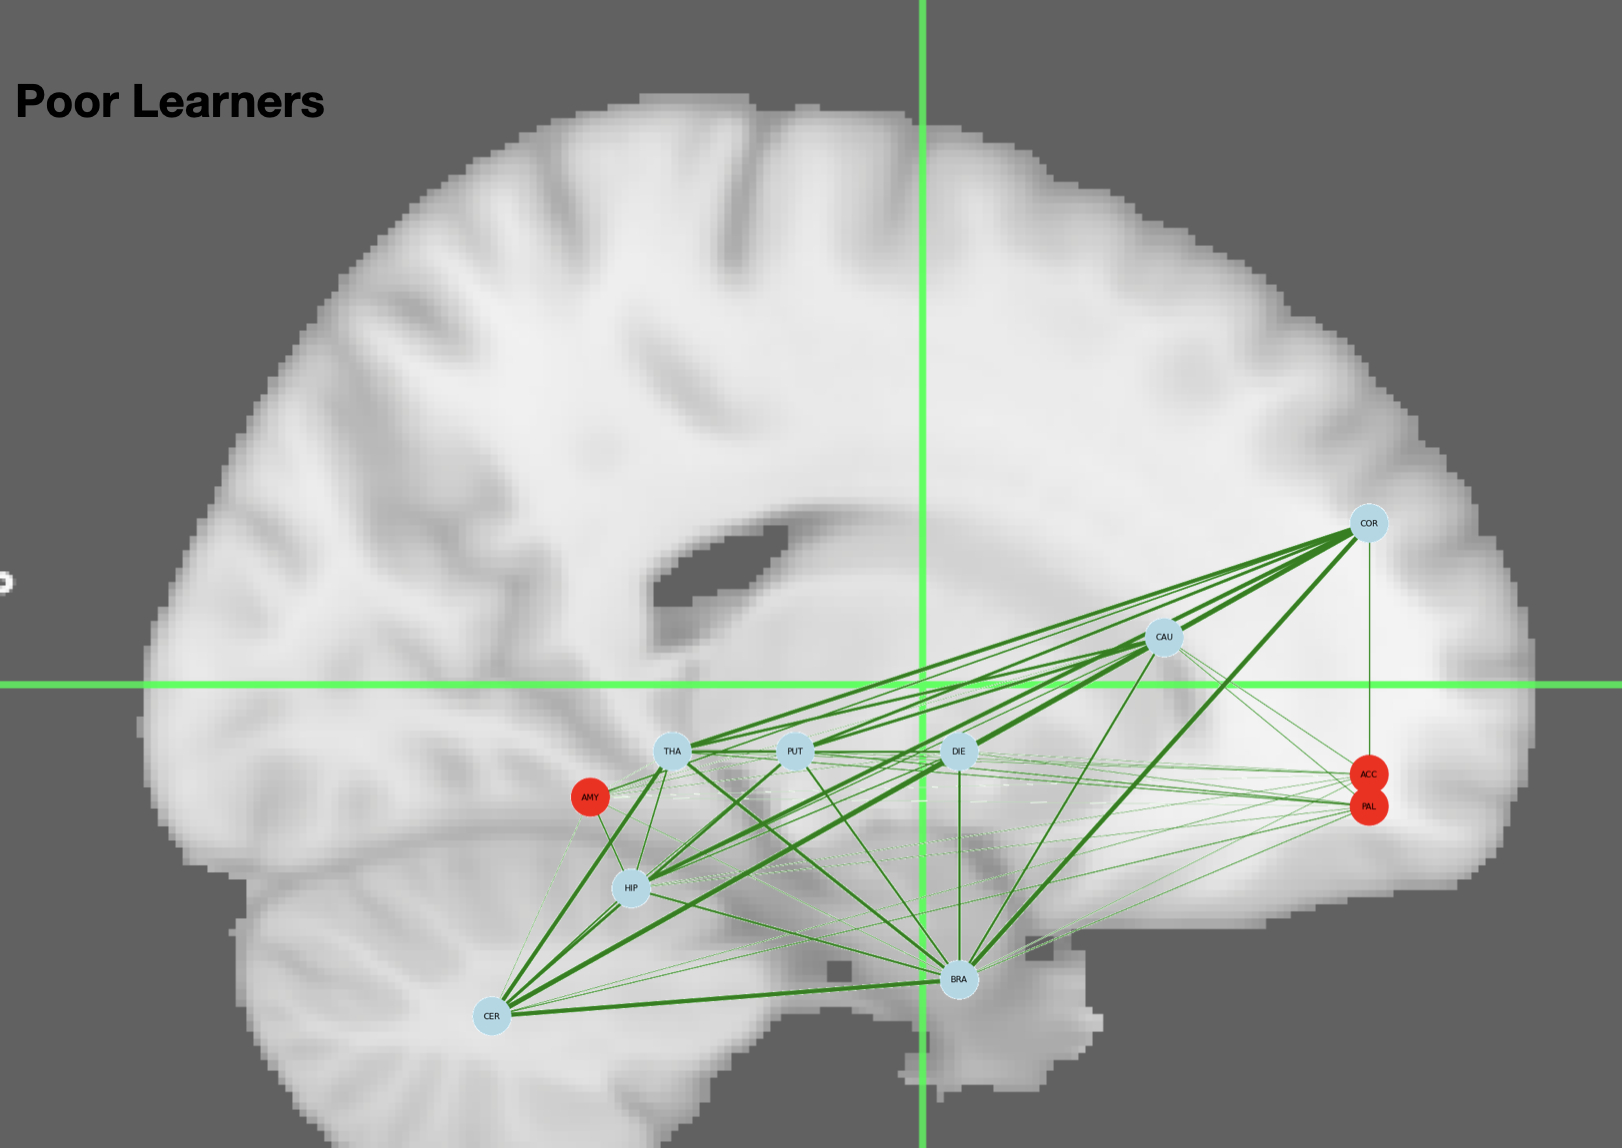 Poor Learners
COR
CAU
THA
PUT
DIE
ACC
AMY
PAL
HIP
BRA
CER